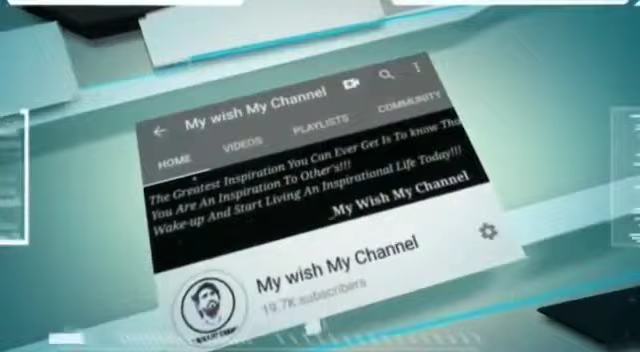 My wish My Channel
HOME VIDEOS PLAYLISTS COMMUNITY
The Greatest Inspiration You Can Ever Get Is To know Tha
You Are An Inspiration To Other's!!!
Wake-up And Start Living An Inspirational Life Today!!!
_My Wish My Channel
My wish My Channel
19.7K subscribers